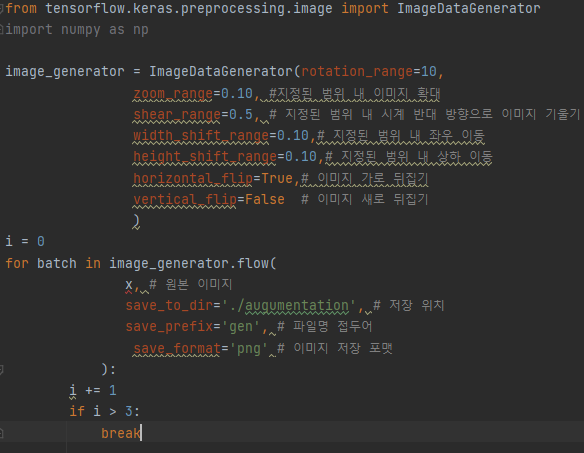 from tensorflow.keras.preprocessing.image import ImageDataGenerator
import numpy as np
image_generator = ImageDataGenerator(rotation_range=10,
zoom_range=0.10, #지정된 범위 내 이미지 확대
shear_range=0.5, # 지정된 범위 내 시계 반대 방향으로 이미지 기울기
width_shift_range=0.10,# 지정된 범위 내 좌우 이동
height_shift_range=0.10,# 지정된 범위 내 상하 이동
horizontal_flip=True,# 이미지 가로 뒤집기
vertical_flip=False # 이미지 새로 뒤집기
)
i = 0
for batch in image_generator.flow(
x, # 원본 이미지
save_to_dir='./augumentation', # 저장 위치
save_prefix='gen', # 파일명 접두어
save_format='png' # 이미지 저장 포맷
):
i += 1
if i > 3:
break